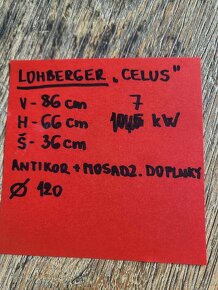 LOHBERGER „CELUS"
V - 86 cm 7
H - 66 cm kW
Š - 36 cm
ANTIKOR + MOSADZ. DOPLNKY
Ø 120